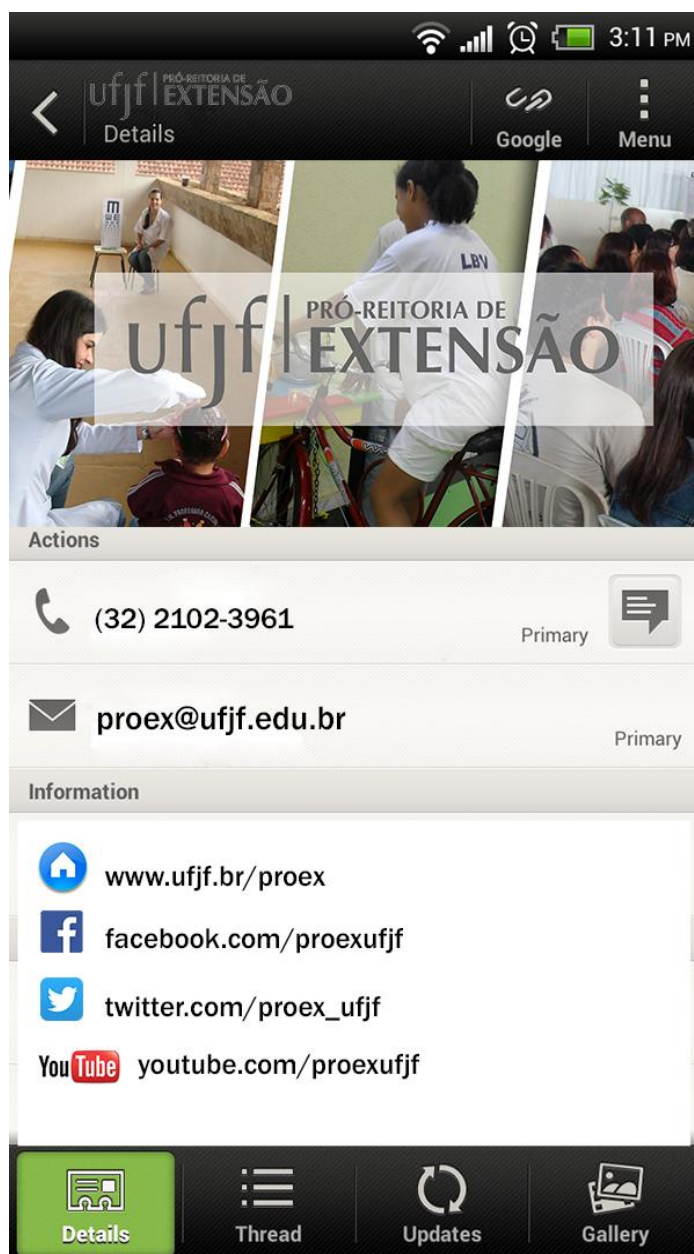 3:11 PM
ufjf PRÓ-REITORIA DE EXTENSÃO
Details
Google
Menu
LBV
ufjf PRÓ-REITORIA DE
EXTENSÃO
Actions
(32) 2102-3961
Primary
proex@ufjf.edu.br
Primary
Information
www.ufjf.br/proex
f facebook.com/proexufjf
twitter.com/proex_ufjf
YouTube youtube.com/proexufjf
Details
Thread
Updates
Gallery